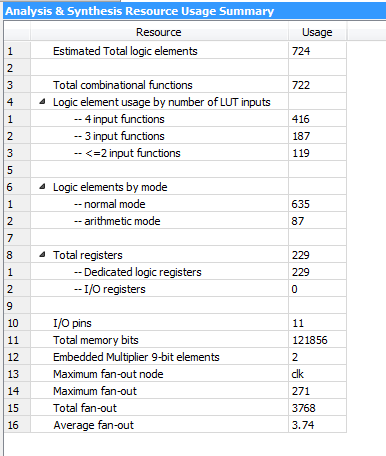 Analysis & Synthesis Resource Usage Summary
Resource Usage
1 Estimated Total logic elements 724
2
3 Total combinational functions 722
4 Logic element usage by number of LUT inputs
1 -- 4 input functions 416
2 -- 3 input functions 187
3 -- <=2 input functions 119
5
6 Logic elements by mode
1 -- normal mode 635
2 -- arithmetic mode 87
7
8 Total registers 229
1 -- Dedicated logic registers 229
2 -- I/O registers 0
9
10 I/O pins 11
11 Total memory bits 121856
12 Embedded Multiplier 9-bit elements 2
13 Maximum fan-out node clk
14 Maximum fan-out 271
15 Total fan-out 3768
16 Average fan-out 3.74